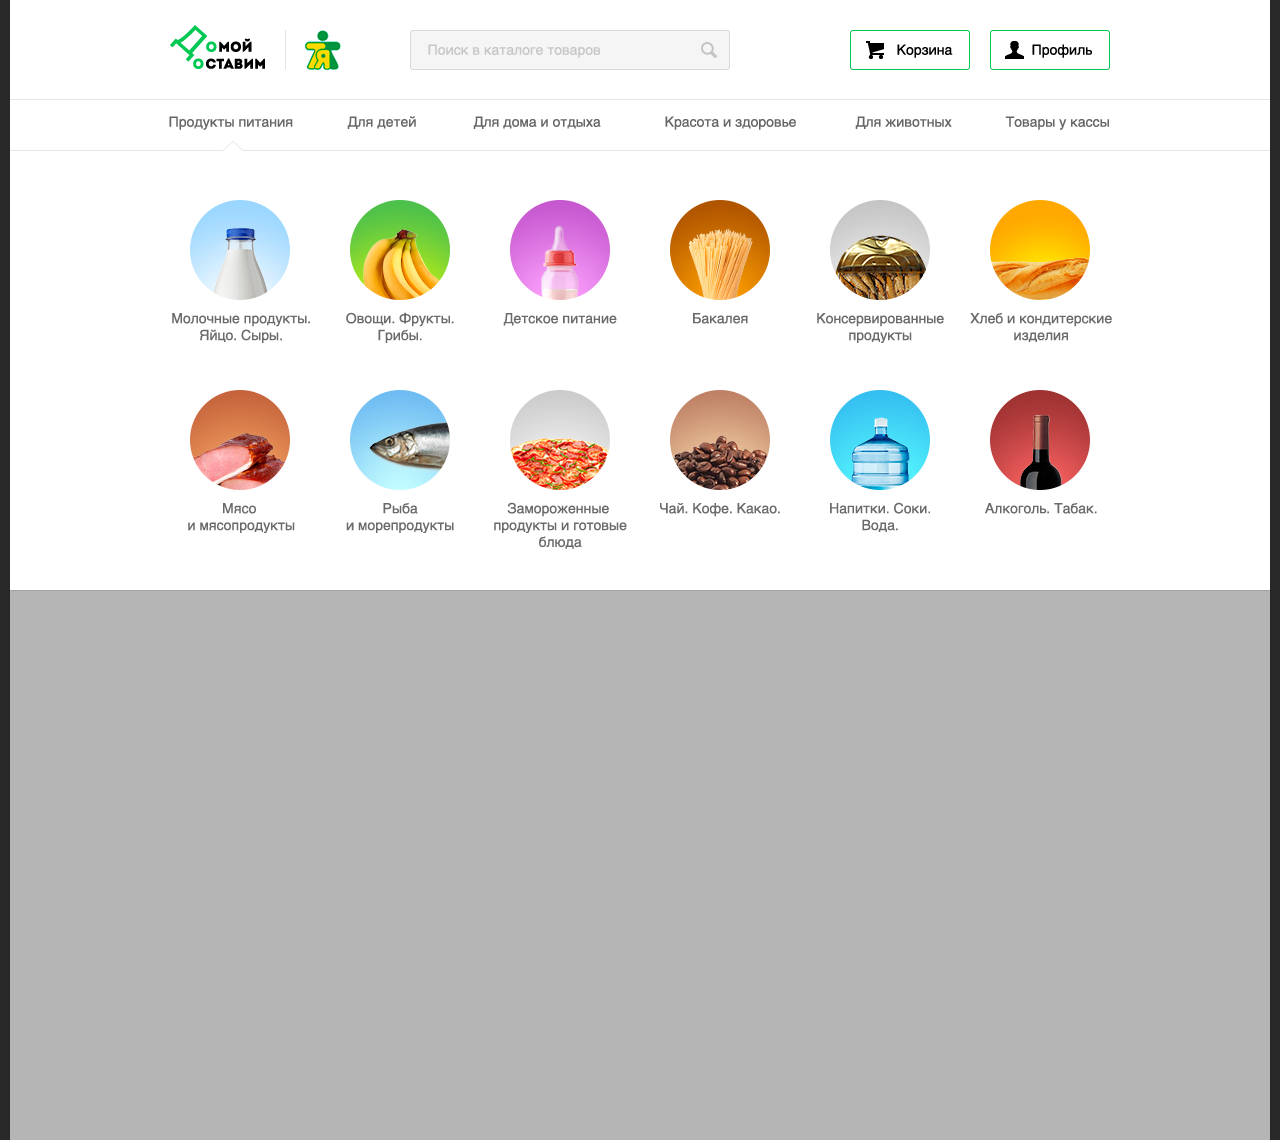 Домой
Доставим
Я
Поиск в каталоге товаров
Корзина
Профиль
Продукты питания
Для детей
Для дома и отдыха
Красота и здоровье
Для животных
Товары у кассы
Молочные продукты.
Яйцо. Сыры.
Овощи. Фрукты.
Грибы.
Детское питание
Бакалея
Консервированные
продукты
Хлеб и кондитерские
изделия
Мясо
и мясопродукты
Рыба
и морепродукты
Замороженные
продукты и готовые
блюда
Чай. Кофе. Какао.
Напитки. Соки.
Вода.
Алкоголь. Табак.